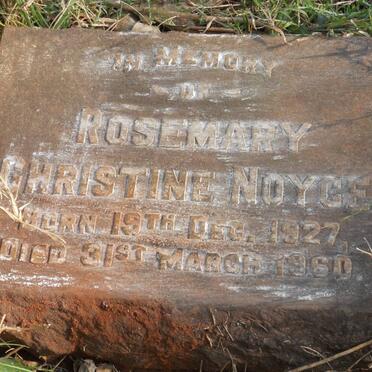 IN MEMORY
- OF -
ROSEMARY
CHRISTINE NOYCE
BORN 19TH DEC. 1927,
DIED 31ST MARCH 1960